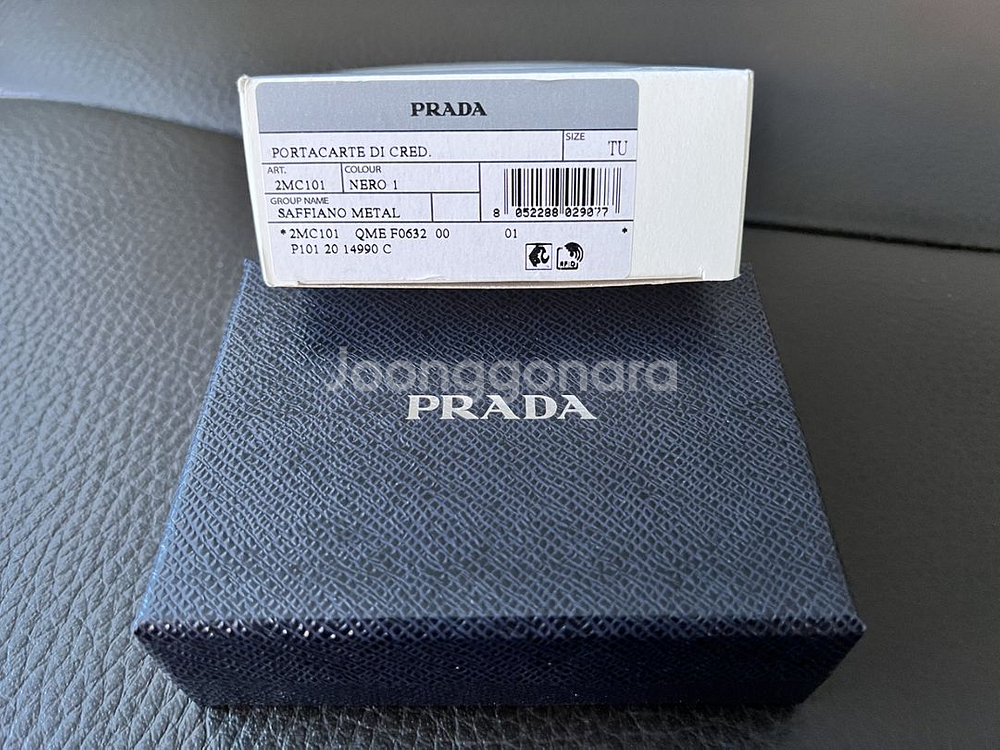 PRADA
PORTACARTE DI CRED.
SIZE
TU
ART.
2MC101
COLOUR
NERO 1
GROUP NAME
SAFFIANO METAL
8 052288 029077
*2MC101 QME F0632 00 01 *
P101 20 14990 C
RFID
Joonggonara
PRADA